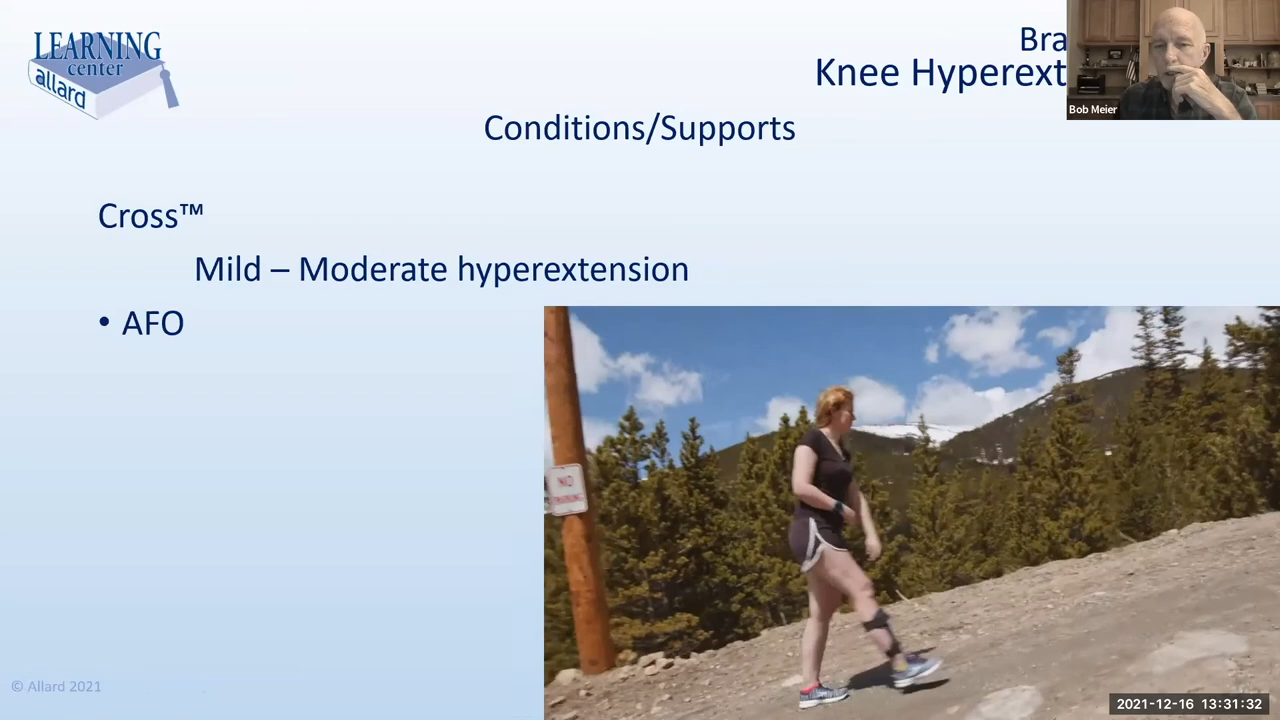 LEARNING
center
allard
Bra
Knee Hyperext
Bob Meier
Conditions/Supports
Cross™
Mild – Moderate hyperextension
• AFO
NO
PARKING
© Allard 2021
2021-12-16 13:31:32